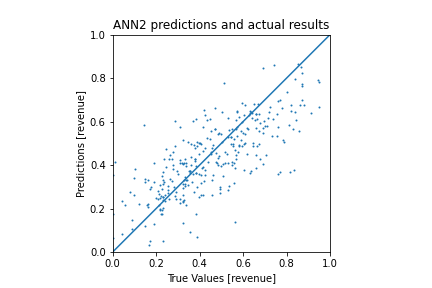 ANN2 predictions and actual results
Predictions [revenue]
1.0
0.8
0.6
0.4
0.2
0.0
0.0 0.2 0.4 0.6 0.8 1.0
True Values [revenue]